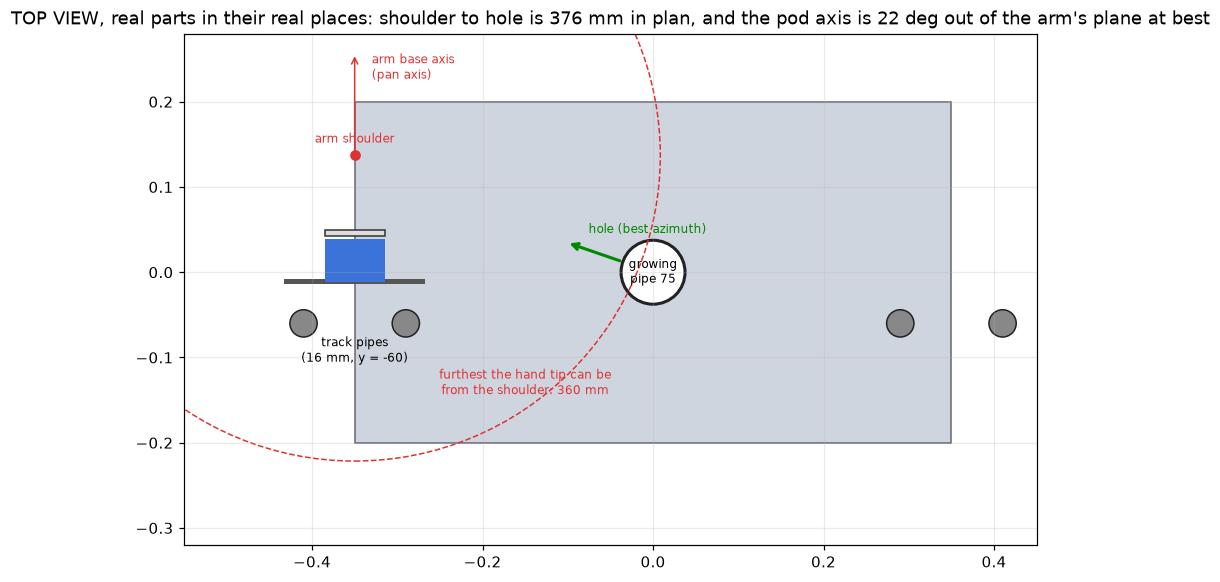 TOP VIEW, real parts in their real places: shoulder to hole is 376 mm in plan, and the pod axis is 22 deg out of the arm's plane at best
arm base axis
(pan axis)
0.2
arm shoulder
0.1
hole (best azimuth)
growing
pipe 75
0.0
track pipes
(16 mm, y = -60)
−0.1
furthest the hand tip can be
from the shoulder: 360 mm
−0.2
−0.3
−0.4
−0.2
0.0
0.2
0.4